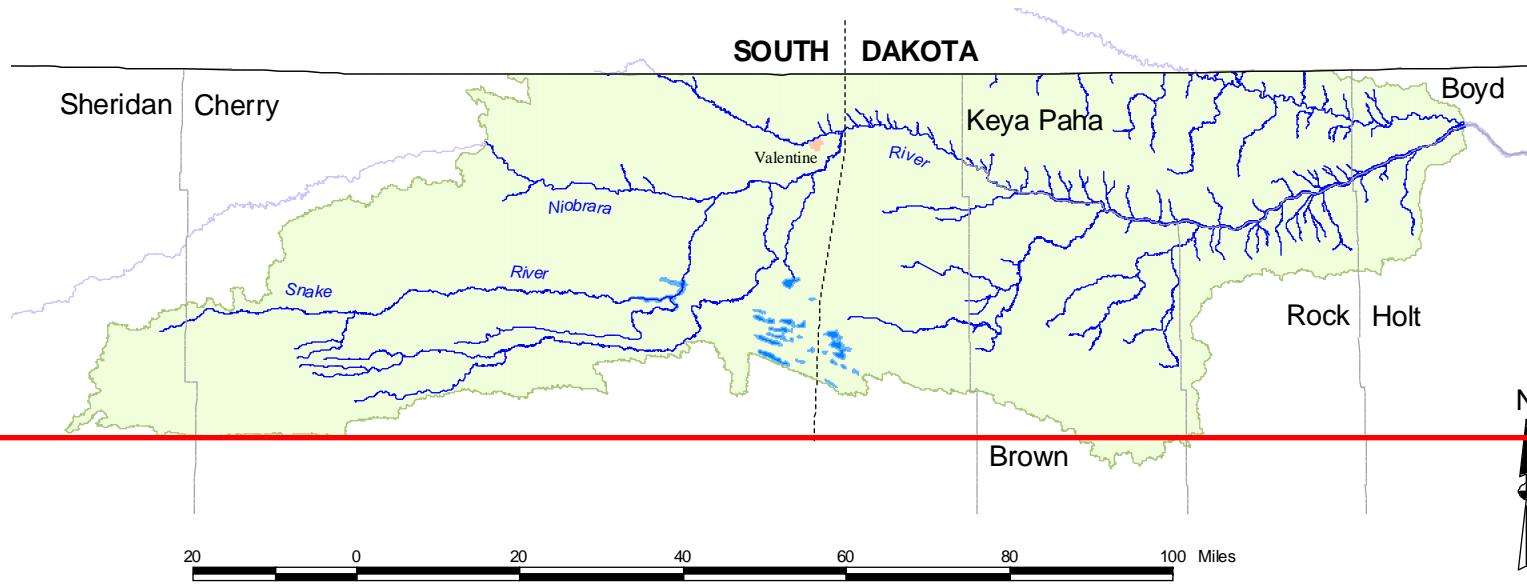 SOUTH DAKOTA
Sheridan Cherry
Boyd
Keya Paha
Valentine
River
Niobrara
River
Snake
Rock Holt
N
Brown
20 0 20 40 60 80 100 Miles